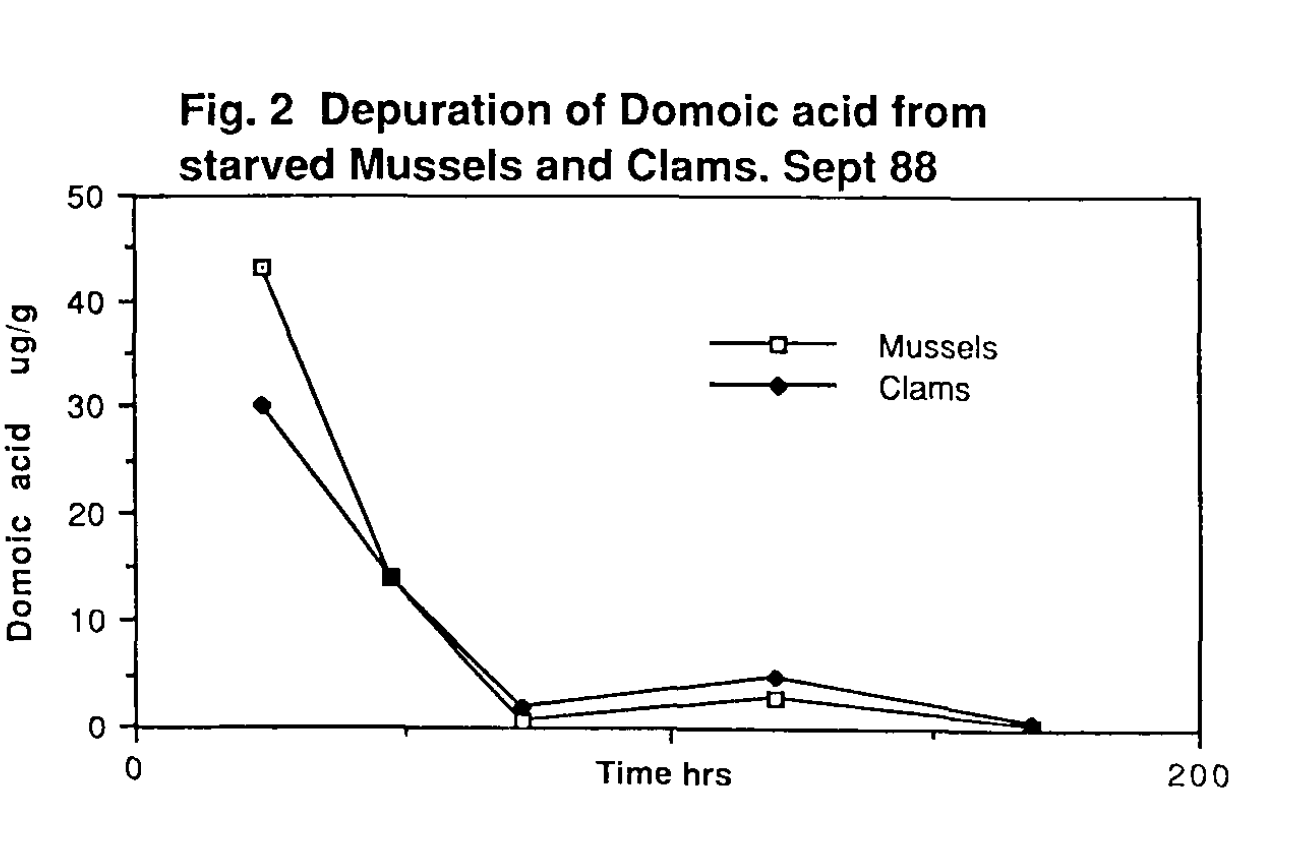 Fig. 2 Depuration of Domoic acid from
starved Mussels and Clams. Sept 88
50
40
30
20
10
0
Domoic acid ug/g
Mussels
Clams
0
Time hrs
200